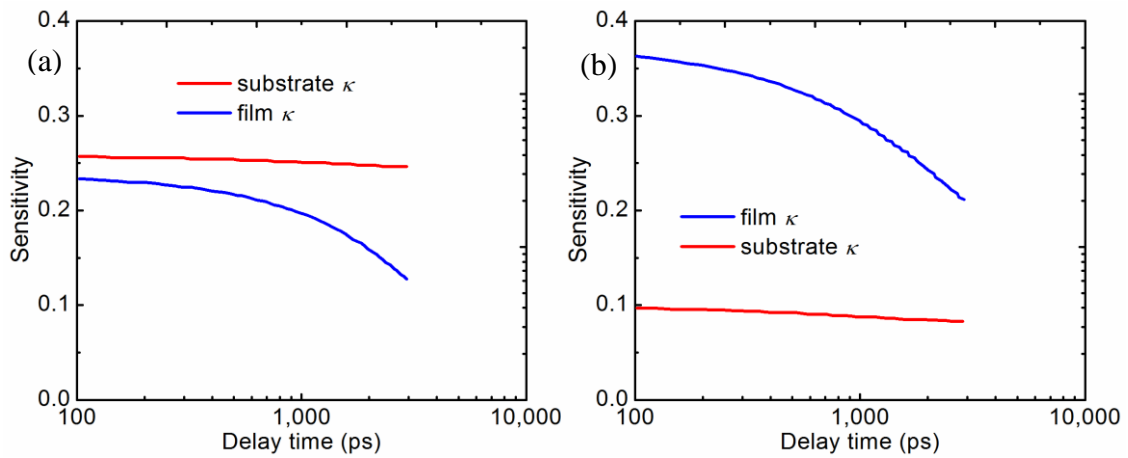 (a)
0.4
0.3
0.2
0.1
0.0
Sensitivity
substrate κ
film κ
100
1,000
10,000
Delay time (ps)
(b)
0.4
0.3
0.2
0.1
0.0
Sensitivity
film κ
substrate κ
100
1,000
10,000
Delay time (ps)